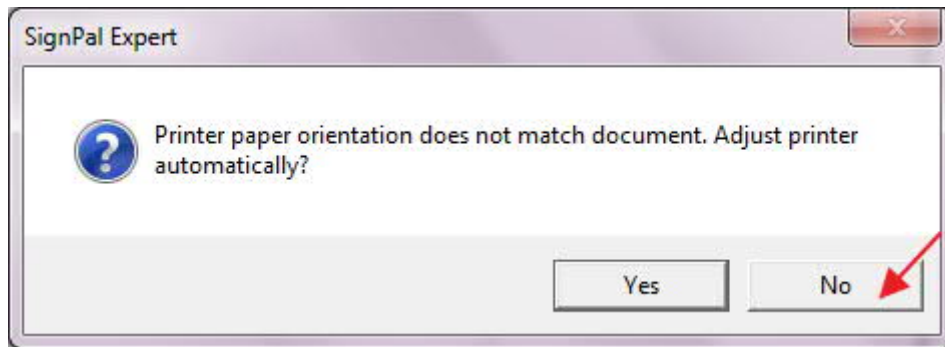 SignPal Expert
Printer paper orientation does not match document. Adjust printer
automatically?
Yes
No